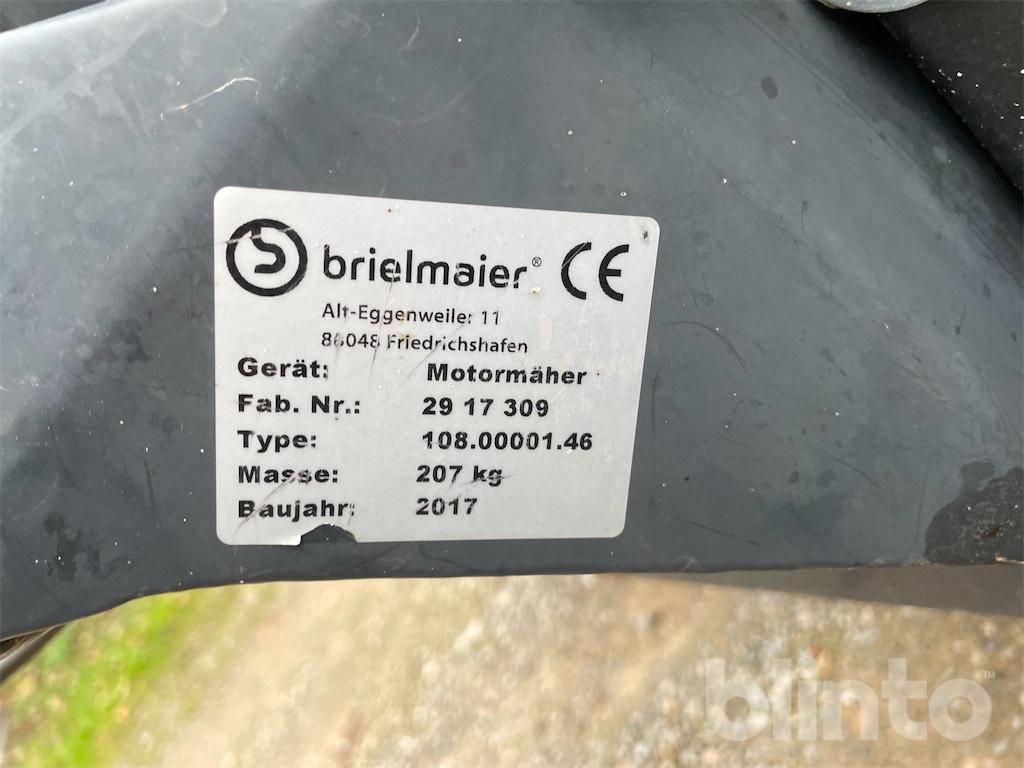 brielmaier® CE
Alt-Eggenweiler 11
88048 Friedrichshafen
Gerät: Motormäher
Fab. Nr.: 29 17 309
Type: 108.00001.46
Masse: 207 kg
Baujahr: 2017
blinto™